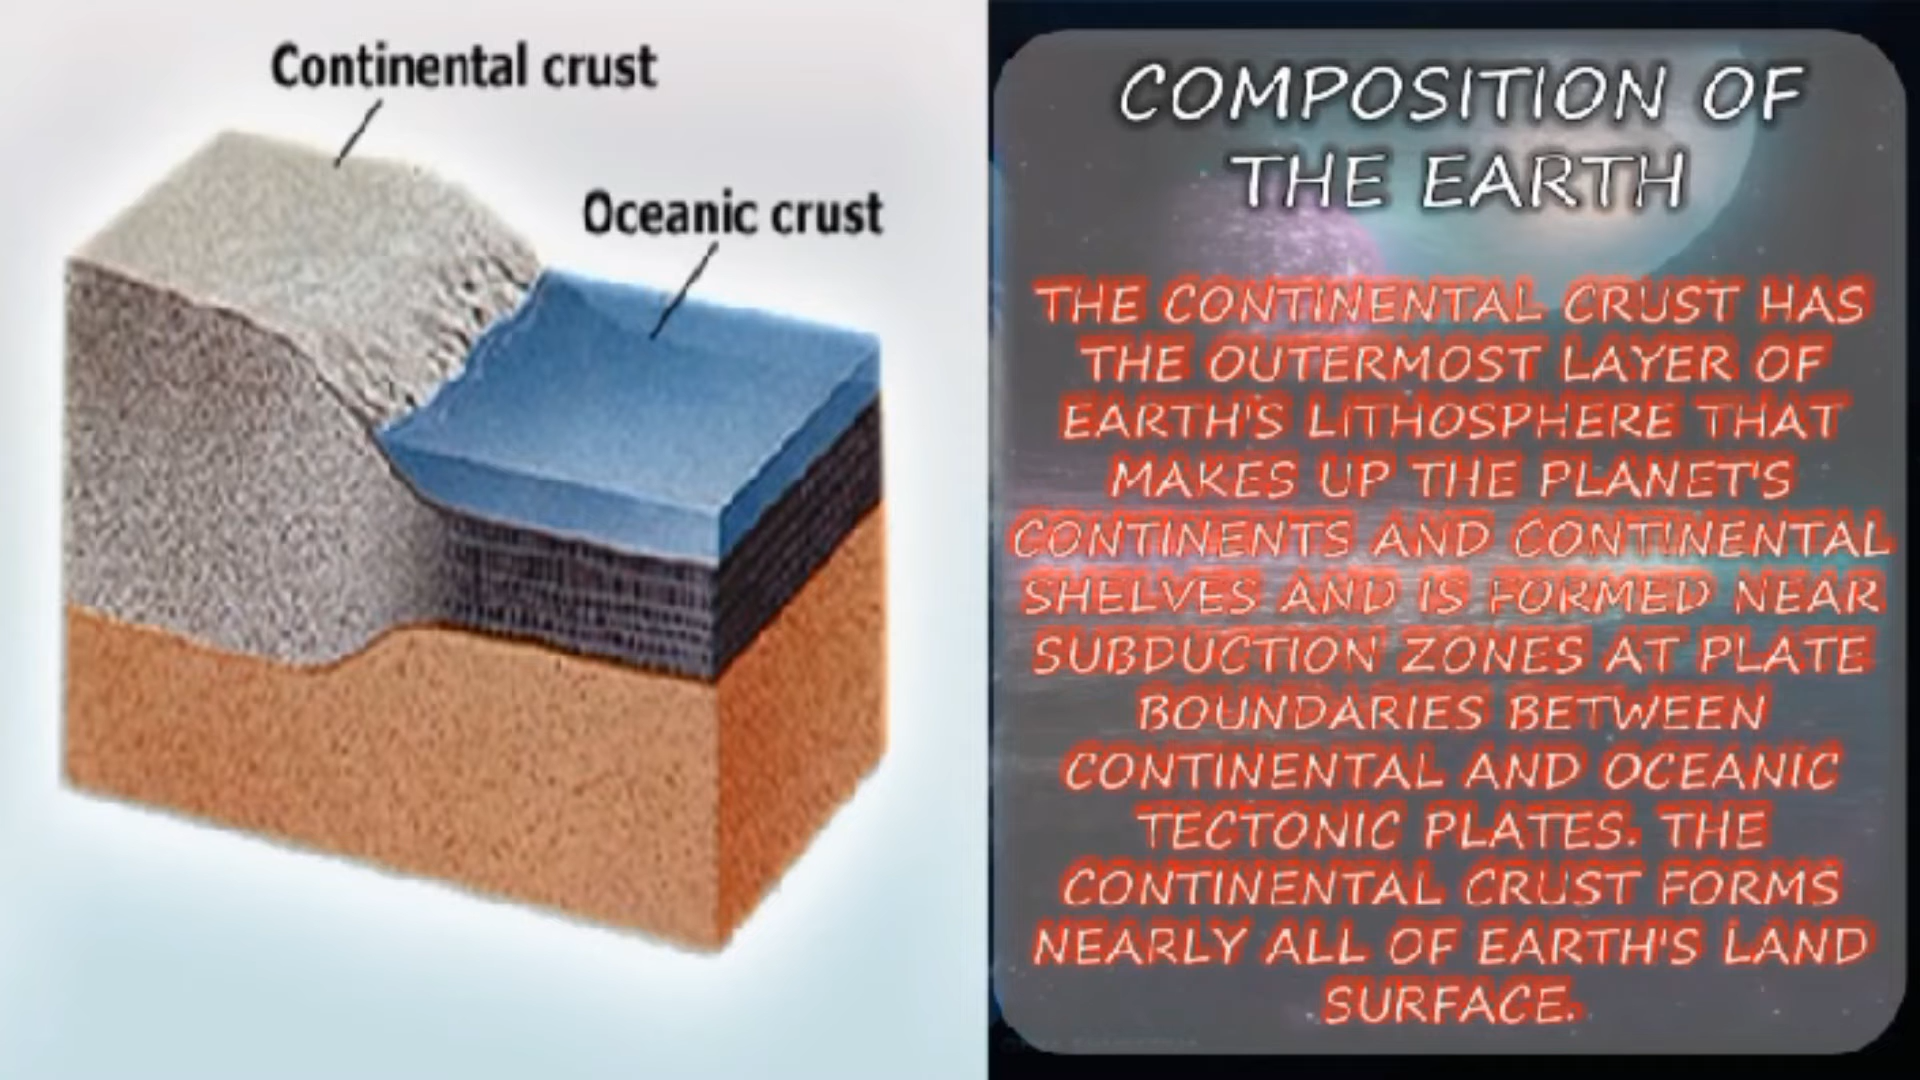 Continental crust
Oceanic crust
COMPOSITION OF
THE EARTH
THE CONTINENTAL CRUST HAS
THE OUTERMOST LAYER OF
EARTH'S LITHOSPHERE THAT
MAKES UP THE PLANET'S
CONTINENTS AND CONTINENTAL
SHELVES AND IS FORMED NEAR
SUBDUCTION ZONES AT PLATE
BOUNDARIES BETWEEN
CONTINENTAL AND OCEANIC
TECTONIC PLATES. THE
CONTINENTAL CRUST FORMS
NEARLY ALL OF EARTH'S LAND
SURFACE.